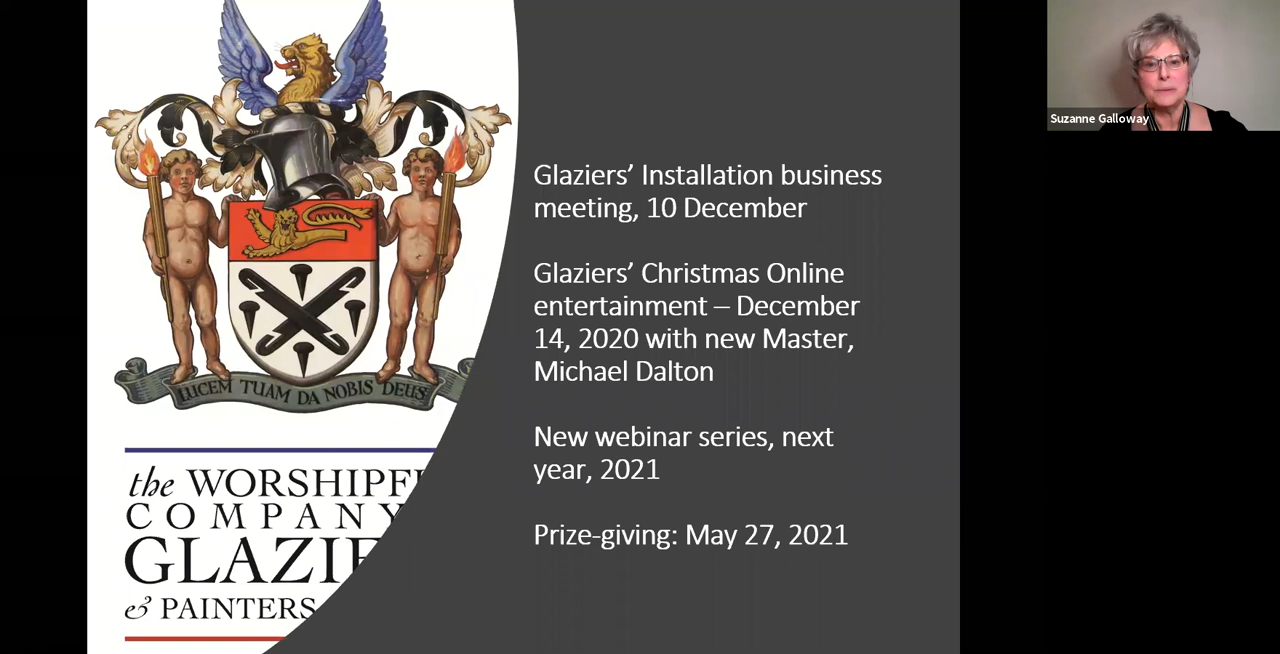 Suzanne Galloway
Glaziers’ Installation business
meeting, 10 December
Glaziers’ Christmas Online
entertainment – December
14, 2020 with new Master,
Michael Dalton
New webinar series, next
year, 2021
Prize-giving: May 27, 2021
LUCEM TUAM DA NOBIS DEUS
the WORSHIPF
COMPANY
GLAZIE
& PAINTERS